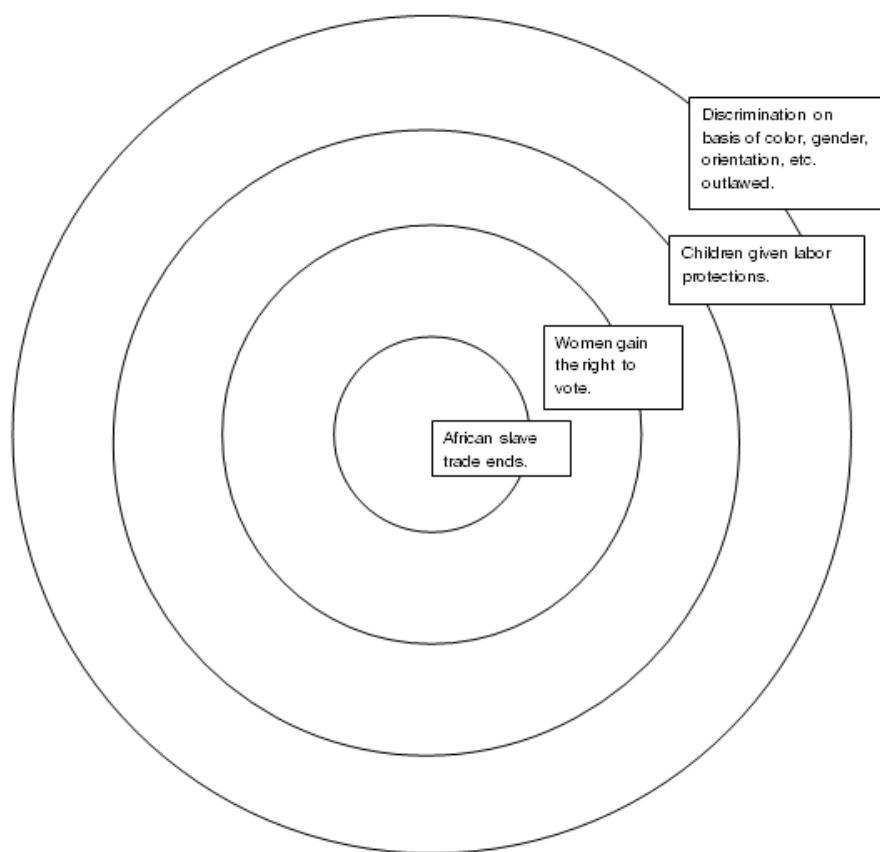 Discrimination on
basis of color, gender,
orientation, etc.
outlawed.
Children given labor
protections.
Women gain
the right to
vote.
African slave
trade ends.